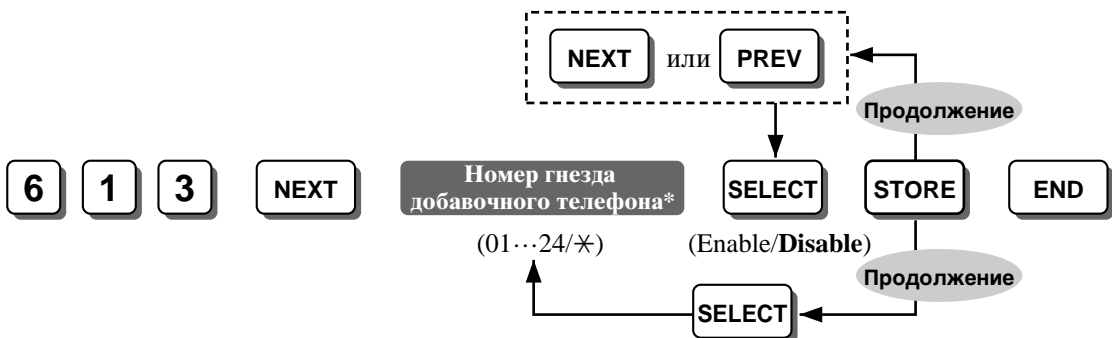 NEXT или PREV
Продолжение
6 1 3 NEXT Номер гнезда добавочного телефона* SELECT STORE END
(01···24/✳) (Enable/Disable)
Продолжение
SELECT